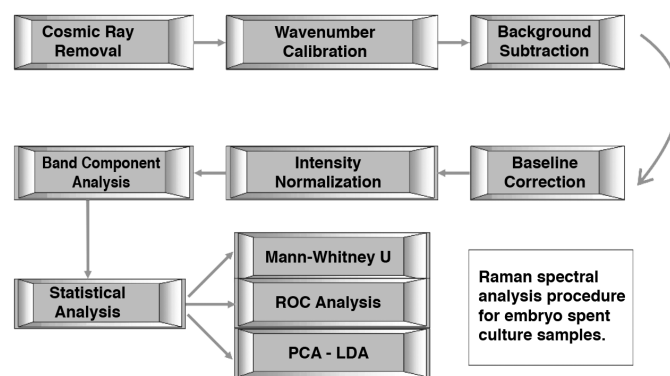 Cosmic Ray
Removal
Wavenumber
Calibration
Background
Subtraction
Baseline
Correction
Intensity
Normalization
Band Component
Analysis
Statistical
Analysis
Mann-Whitney U
ROC Analysis
PCA - LDA
Raman spectral
analysis procedure
for embryo spent
culture samples.